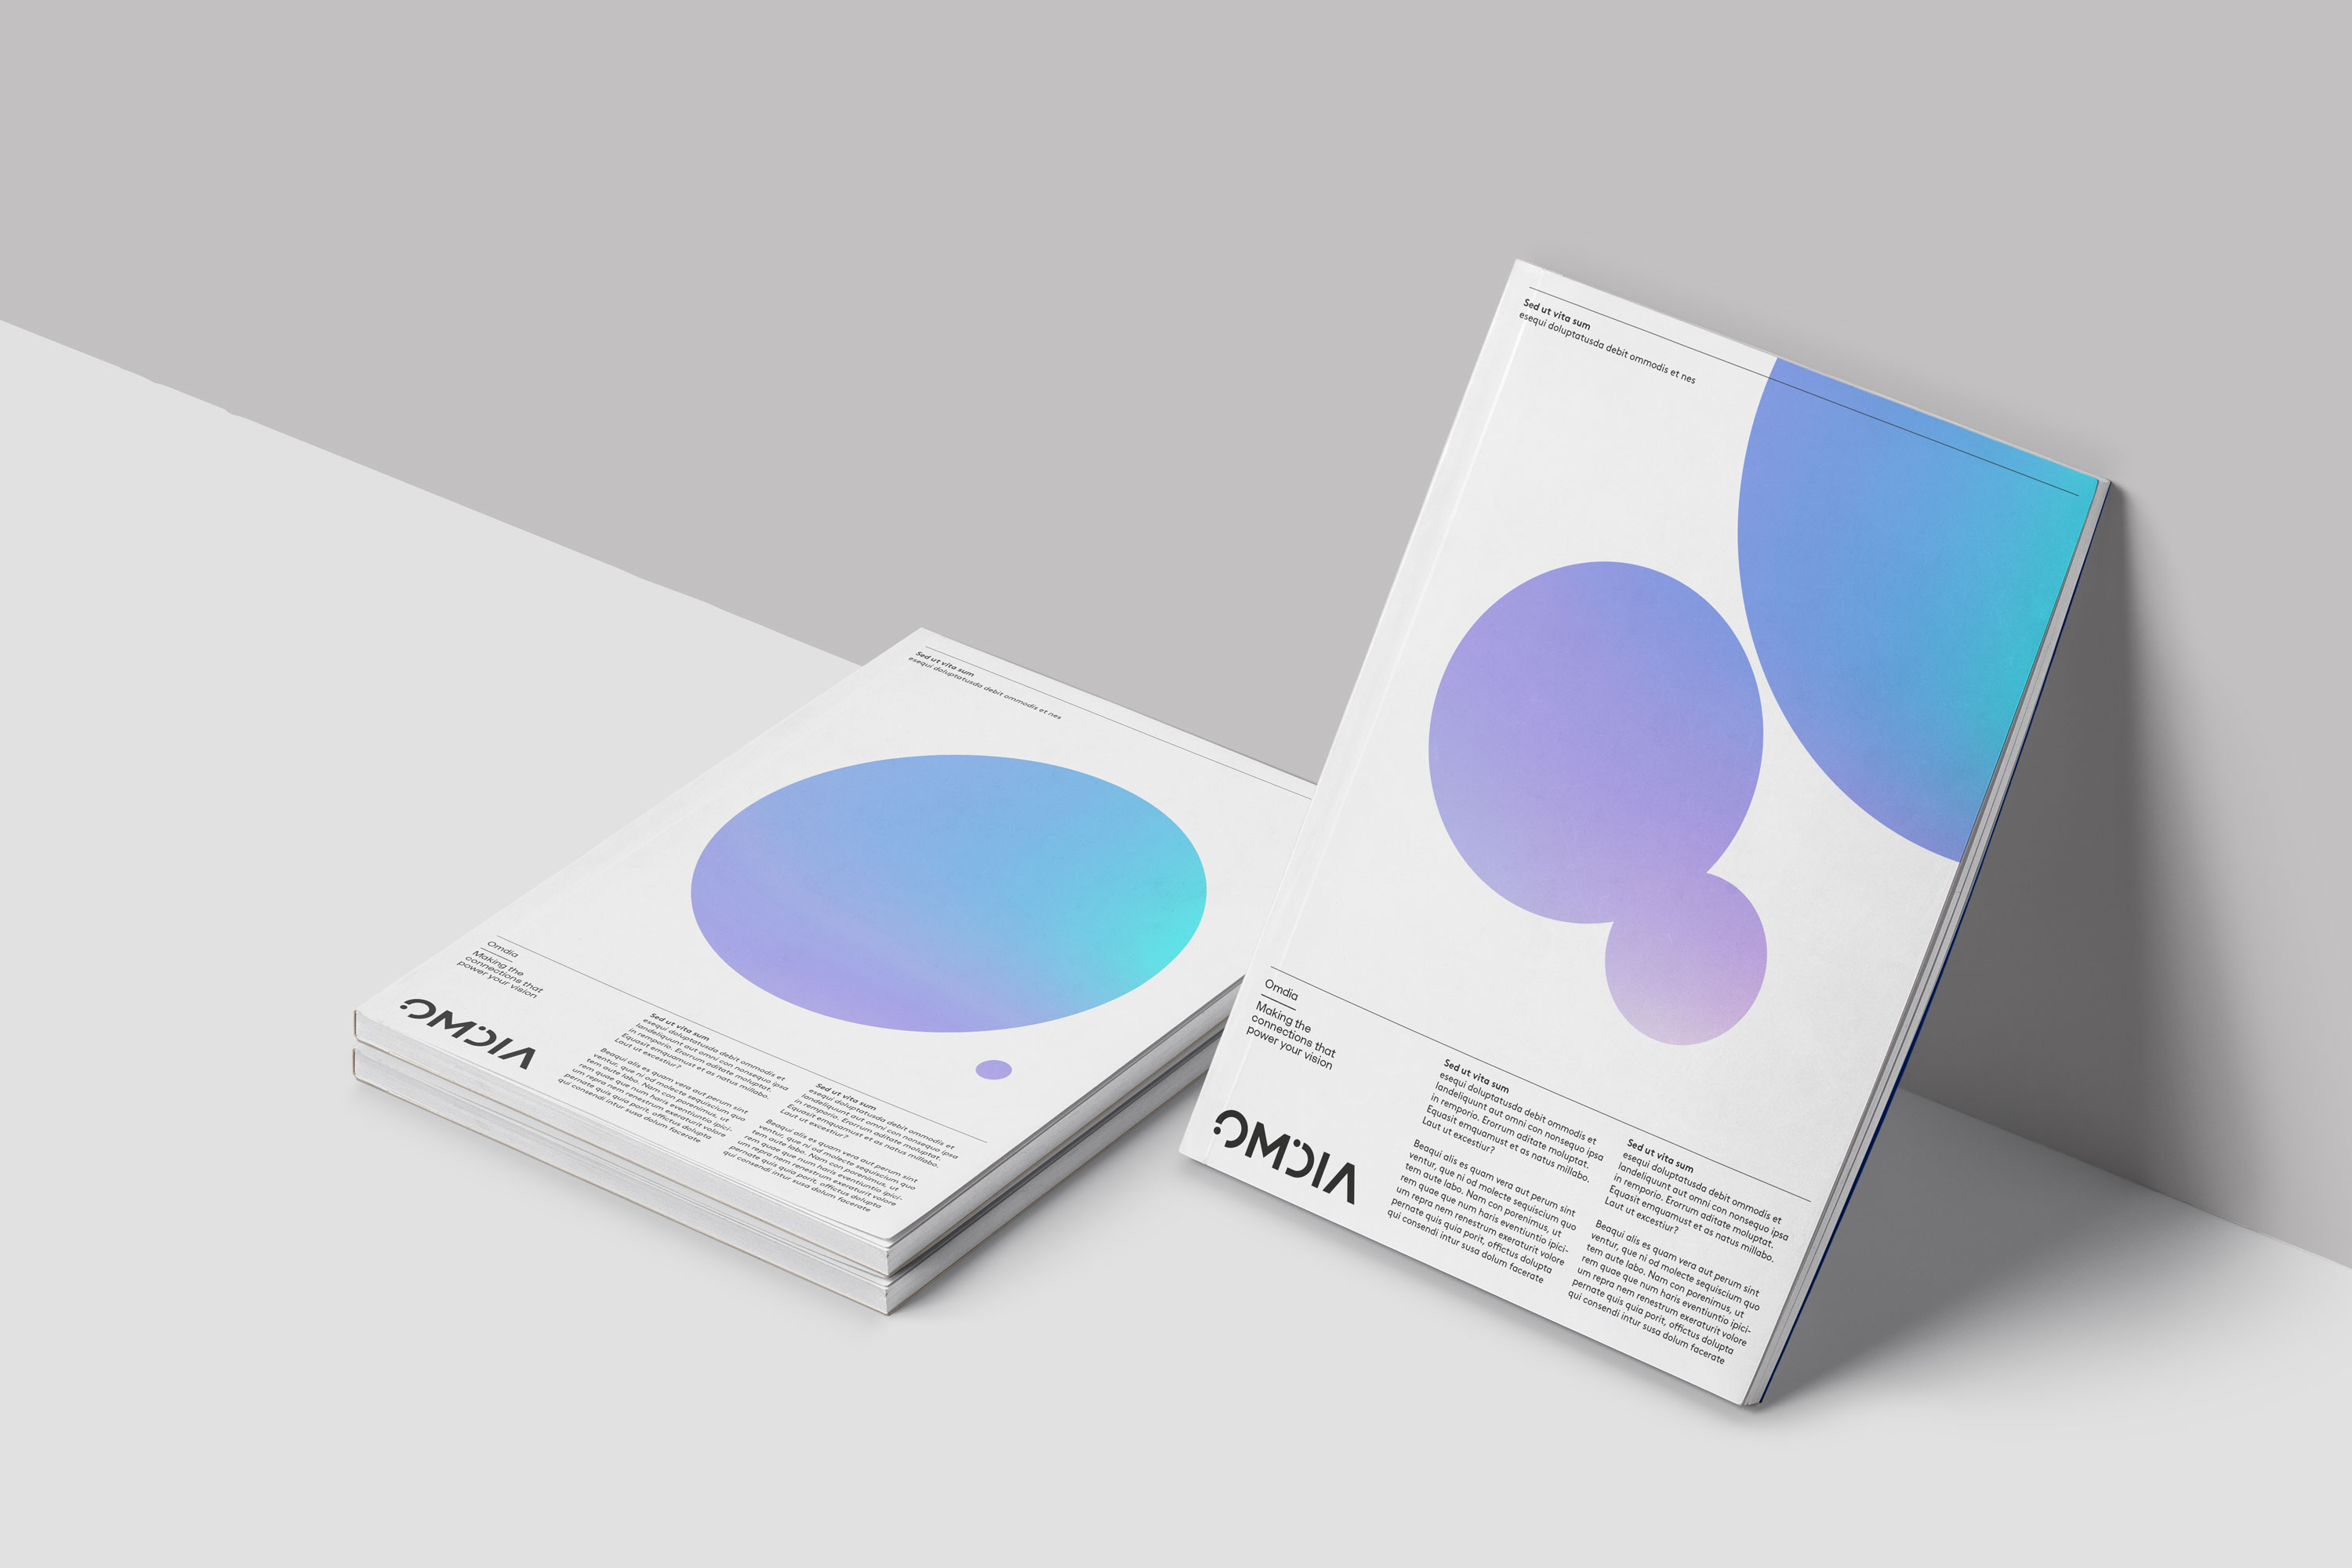 Sed ut vita sum
esequi doluptatusda debit ommodis et nes
Omdia
Making the
connections that
power your vision
OMDIA
Sed ut vita sum
esequi doluptatusda debit ommodis et
landeliquunt aut omni con nonsequo ipsa
in remporio. Erorrum aditate moluptat.
Equasit emquamust et as natus millabo.
Laut ut excestiur?
Beaqui alis es quam vera aut perum sint
ventur, que ni od molecte sequiscium quo
tem aute labo. Nam con porenimus, ut
rem quae que num haris eventiuntio ipici-
um repra nem renestrum exeraturit volore
pernate quis quia porit, offictus dolupta
qui consendi intur susa dolum facerate
Sed ut vita sum
esequi doluptatusda debit ommodis et
landeliquunt aut omni con nonsequo ipsa
in remporio. Erorrum aditate moluptat.
Equasit emquamust et as natus millabo.
Laut ut excestiur?
Beaqui alis es quam vera aut perum sint
ventur, que ni od molecte sequiscium quo
tem aute labo. Nam con porenimus, ut
rem quae que num haris eventiuntio ipici-
um repra nem renestrum exeraturit volore
pernate quis quia porit, offictus dolupta
qui consendi intur susa dolum facerate
Sed ut vita sum
esequi doluptatusda debit ommodis et nes
Omdia
Making the
connections that
power your vision
OMDIA
Sed ut vita sum
esequi doluptatusda debit ommodis et
landeliquunt aut omni con nonsequo ipsa
in remporio. Erorrum aditate moluptat.
Equasit emquamust et as natus millabo.
Laut ut excestiur?
Beaqui alis es quam vera aut perum sint
ventur, que ni od molecte sequiscium quo
tem aute labo. Nam con porenimus, ut
rem quae que num haris eventiuntio ipici-
um repra nem renestrum exeraturit volore
pernate quis quia porit, offictus dolupta
qui consendi intur susa dolum facerate
Sed ut vita sum
esequi doluptatusda debit ommodis et
landeliquunt aut omni con nonsequo ipsa
in remporio. Erorrum aditate moluptat.
Equasit emquamust et as natus millabo.
Laut ut excestiur?
Beaqui alis es quam vera aut perum sint
ventur, que ni od molecte sequiscium quo
tem aute labo. Nam con porenimus, ut
rem quae que num haris eventiuntio ipici-
um repra nem renestrum exeraturit volore
pernate quis quia porit, offictus dolupta
qui consendi intur susa dolum facerate